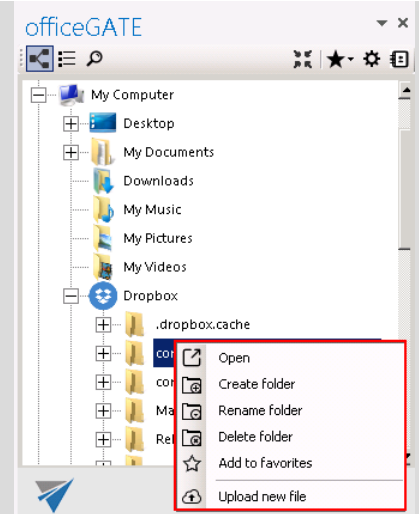 officeGATE
My Computer
Desktop
My Documents
Downloads
My Music
My Pictures
My Videos
Dropbox
.dropbox.cache
Open
Create folder
Rename folder
Delete folder
Add to favorites
Upload new file